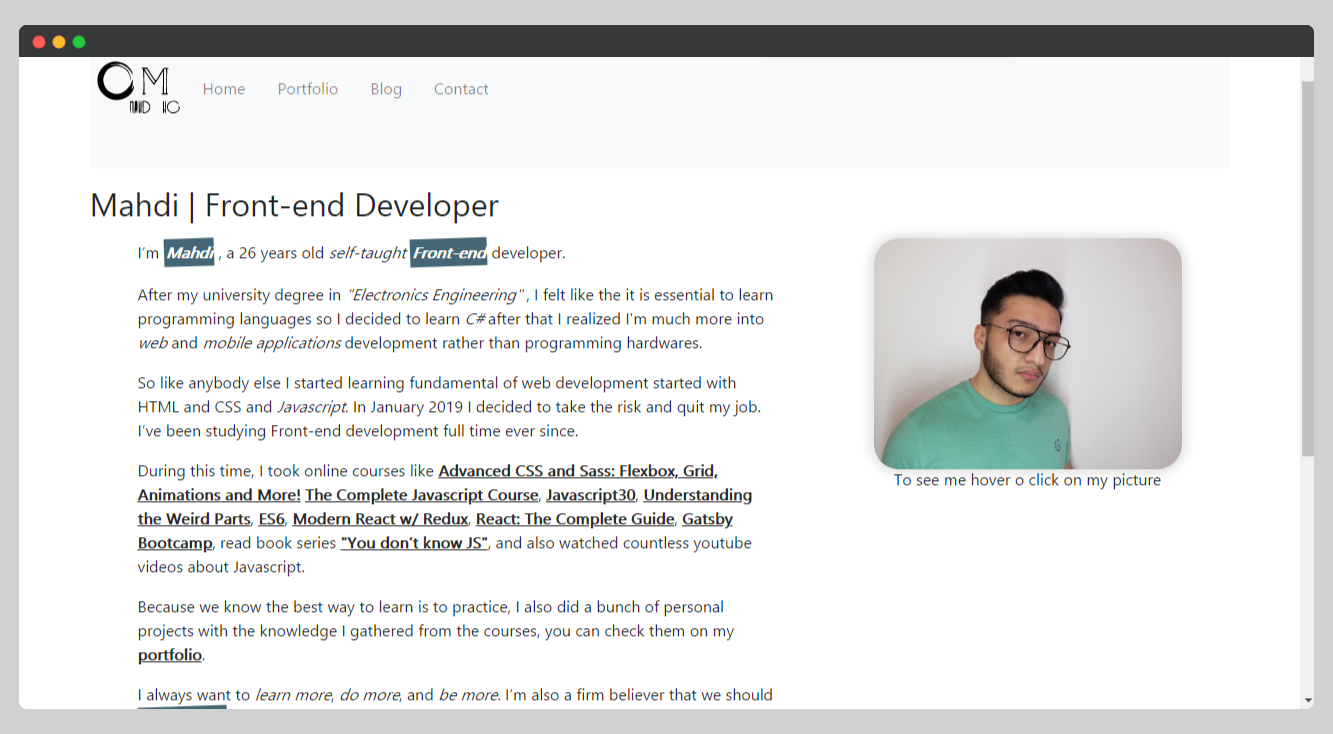 CM
Home Portfolio Blog Contact
Mahdi | Front-end Developer
I'm Mahdi , a 26 years old self-taught Front-end developer.
After my university degree in "Electronics Engineering" , I felt like the it is essential to learn
programming languages so I decided to learn C# after that I realized I'm much more into
web and mobile applications development rather than programming hardwares.
So like anybody else I started learning fundamental of web development started with
HTML and CSS and Javascript. In January 2019 I decided to take the risk and quit my job.
I've been studying Front-end development full time ever since.
During this time, I took online courses like Advanced CSS and Sass: Flexbox, Grid,
Animations and More! The Complete Javascript Course, Javascript30, Understanding
the Weird Parts, ES6, Modern React w/ Redux, React: The Complete Guide, Gatsby
Bootcamp, read book series "You don't know JS", and also watched countless youtube
videos about Javascript.
Because we know the best way to learn is to practice, I also did a bunch of personal
projects with the knowledge I gathered from the courses, you can check them on my
portfolio.
I always want to learn more, do more, and be more. I'm also a firm believer that we should
To see me hover o click on my picture